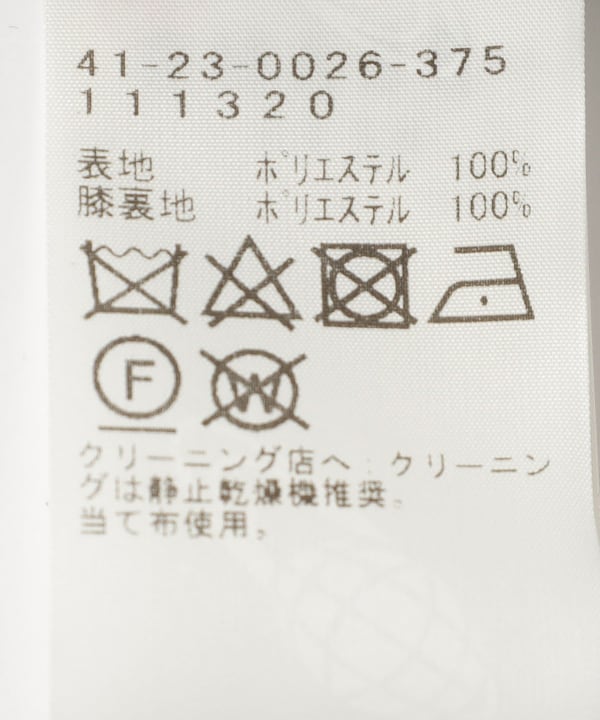 41-23-0026-375
111320
表地 ポリエステル 100%
膝裏地 ポリエステル 100%
F W
クリーニング店へ:クリーニン
グは静止乾燥機推奨。
当て布使用。